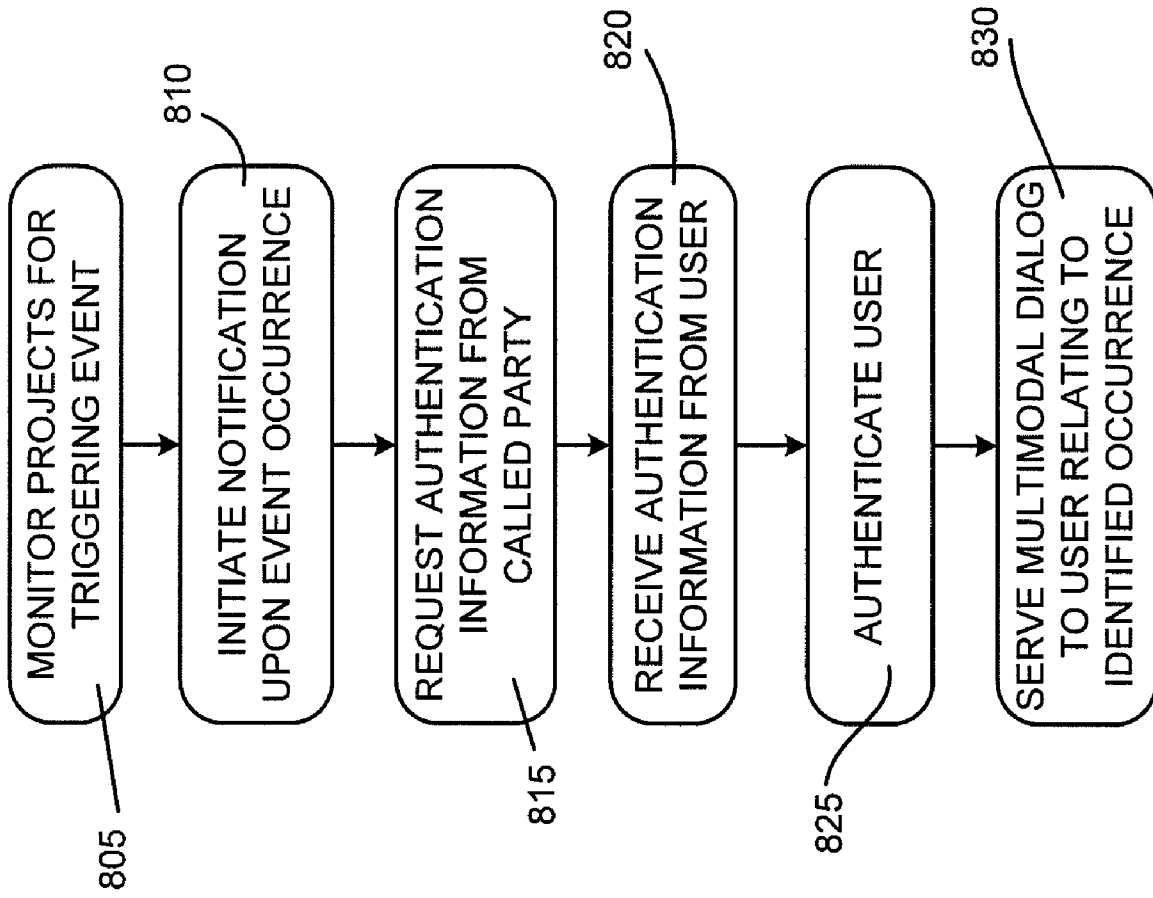 MONITOR PROJECTS FOR
TRIGGERING EVENT
805
INITIATE NOTIFICATION
UPON EVENT OCCURRENCE
810
REQUEST AUTHENTICATION
INFORMATION FROM
CALLED PARTY
815
RECEIVE AUTHENTICATION
INFORMATION FROM USER
820
AUTHENTICATE USER
825
SERVE MULTIMODAL DIALOG
TO USER RELATING TO
IDENTIFIED OCCURRENCE
830